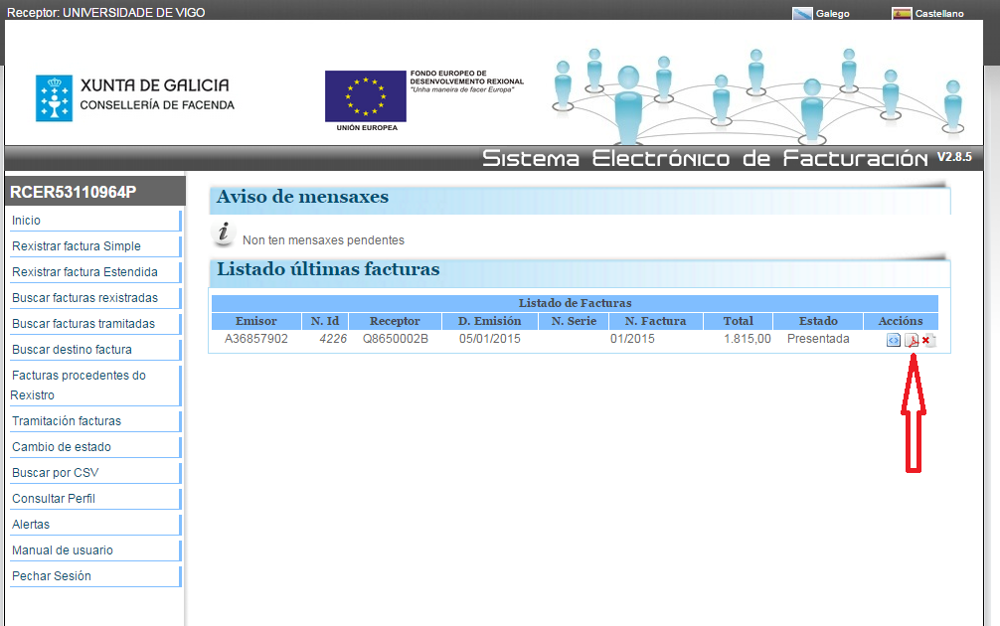 Receptor: UNIVERSIDADE DE VIGO
Galego
Castellano
XUNTA DE GALICIA
CONSELLERÍA DE FACENDA
FONDO EUROPEO DE
DESENVOLVEMENTO REXIONAL
"Unha maneira de facer Europa"
UNIÓN EUROPEA
Sistema Electrónico de Facturación V2.8.5
RCER53110964P
Inicio
Rexistrar factura Simple
Rexistrar factura Estendida
Buscar facturas rexistradas
Buscar facturas tramitadas
Buscar destino factura
Facturas procedentes do
Rexistro
Tramitación facturas
Cambio de estado
Buscar por CSV
Consultar Perfil
Alertas
Manual de usuario
Pechar Sesión
Aviso de mensaxes
Non ten mensaxes pendentes
Listado últimas facturas
Listado de Facturas
Emisor N. Id Receptor D. Emisión N. Serie N. Factura Total Estado Accións
A36857902 4226 Q8650002B 05/01/2015 01/2015 1.815,00 Presentada